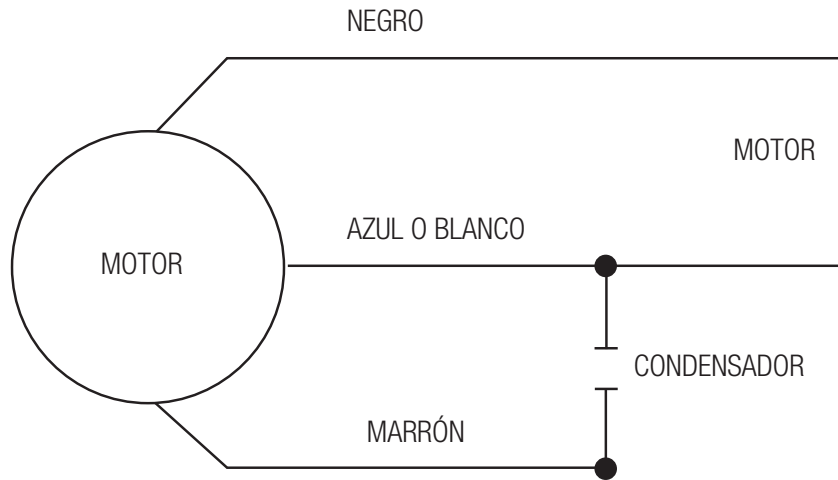 NEGRO
MOTOR
AZUL O BLANCO
MOTOR
CONDENSADOR
MARRÓN